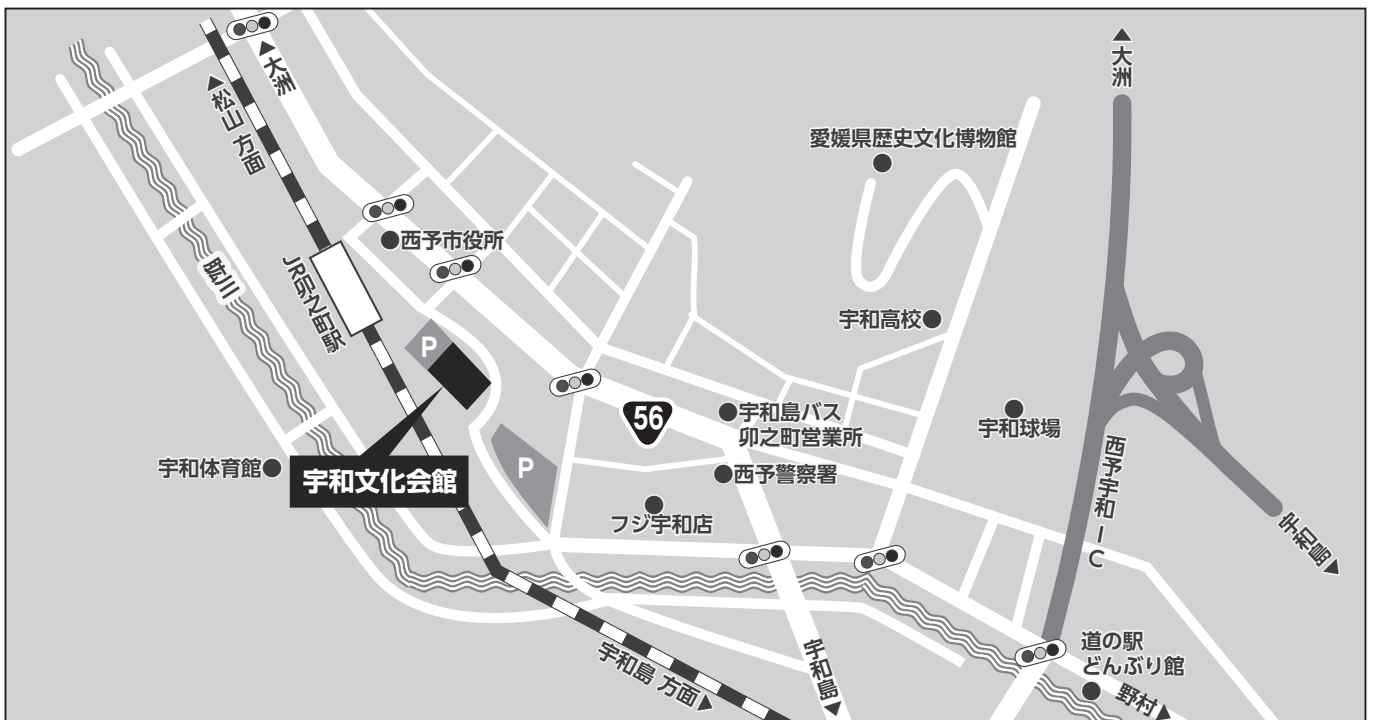 ▲大洲
▲松山 方面
▲大洲
愛媛県歴史文化博物館
西予市役所
JR卯之町駅
宇和高校
P
56
宇和島バス
卯之町営業所
宇和球場
宇和体育館
宇和文化会館
P
西予警察署
フジ宇和店
西予宇和IC
宇和島▶
宇和島 方面▶
宇和島▶
道の駅
どんぶり館
野村▶